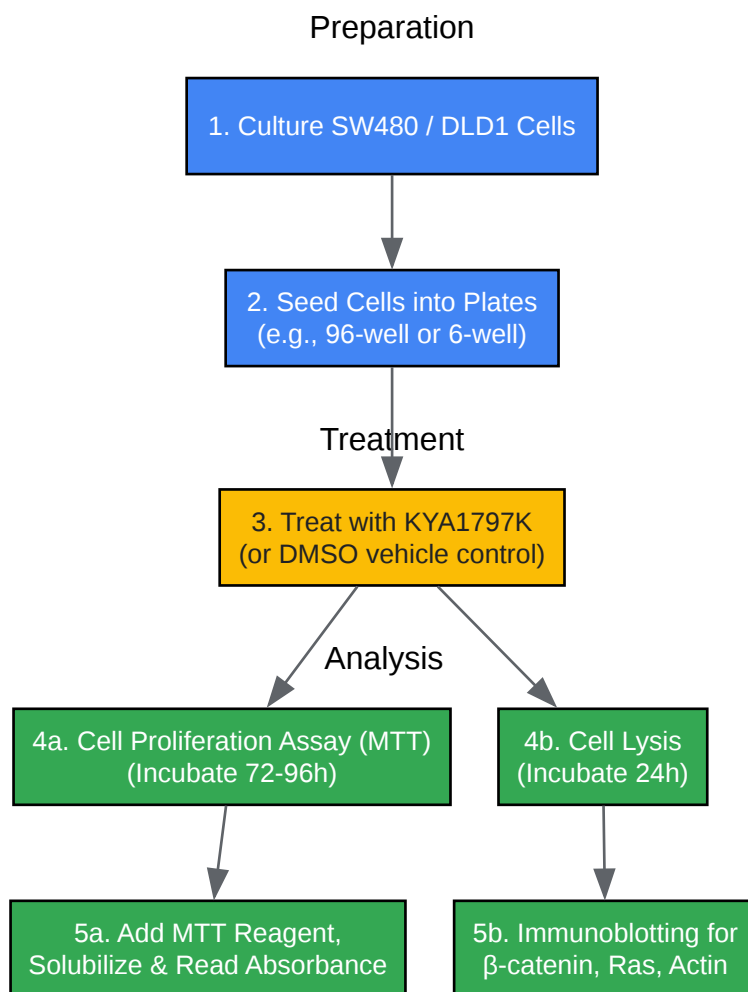 Preparation
1. Culture SW480 / DLD1 Cells
2. Seed Cells into Plates
(e.g., 96-well or 6-well)
Treatment
3. Treat with KYA1797K
(or DMSO vehicle control)
Analysis
4a. Cell Proliferation Assay (MTT)
(Incubate 72-96h)
4b. Cell Lysis
(Incubate 24h)
5a. Add MTT Reagent,
Solubilize & Read Absorbance
5b. Immunoblotting for
β-catenin, Ras, Actin